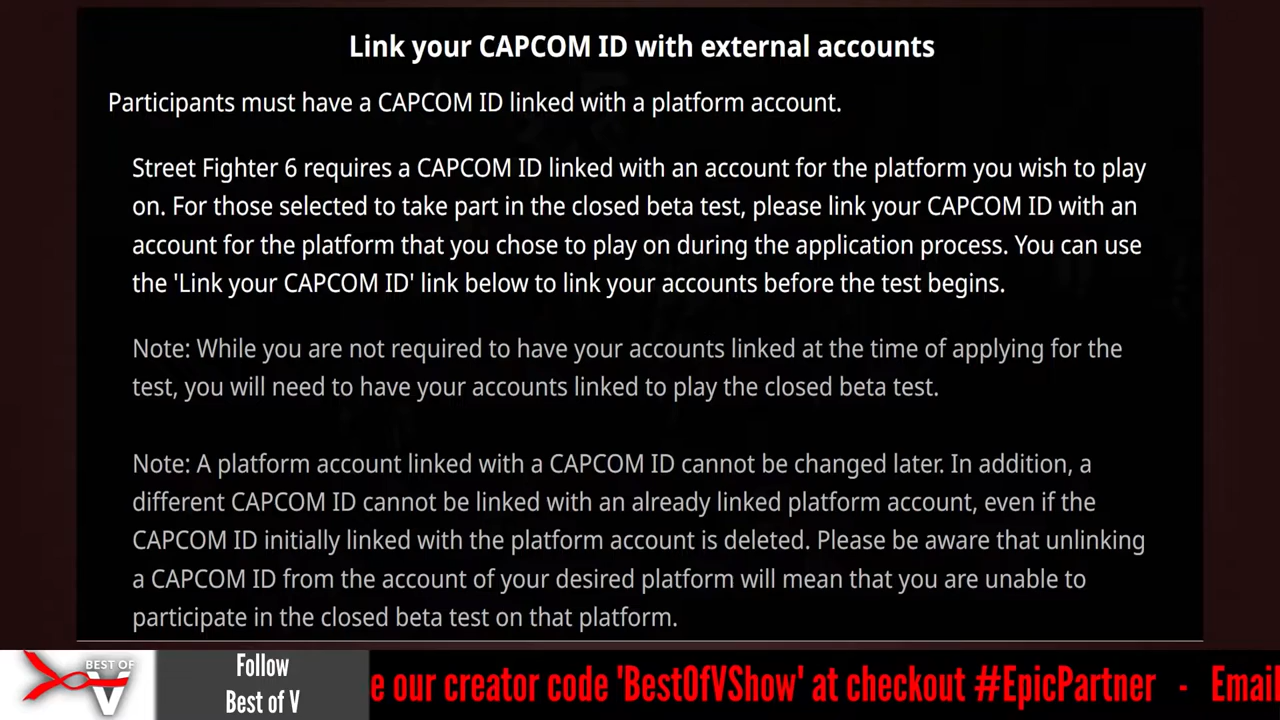 Link your CAPCOM ID with external accounts
Participants must have a CAPCOM ID linked with a platform account.
Street Fighter 6 requires a CAPCOM ID linked with an account for the platform you wish to play
on. For those selected to take part in the closed beta test, please link your CAPCOM ID with an
account for the platform that you chose to play on during the application process. You can use
the 'Link your CAPCOM ID' link below to link your accounts before the test begins.
Note: While you are not required to have your accounts linked at the time of applying for the
test, you will need to have your accounts linked to play the closed beta test.
Note: A platform account linked with a CAPCOM ID cannot be changed later. In addition, a
different CAPCOM ID cannot be linked with an already linked platform account, even if the
CAPCOM ID initially linked with the platform account is deleted. Please be aware that unlinking
a CAPCOM ID from the account of your desired platform will mean that you are unable to
participate in the closed beta test on that platform.
BEST OF
V
Follow
Best of V
e our creator code 'BestOfVShow' at checkout #EpicPartner - Email